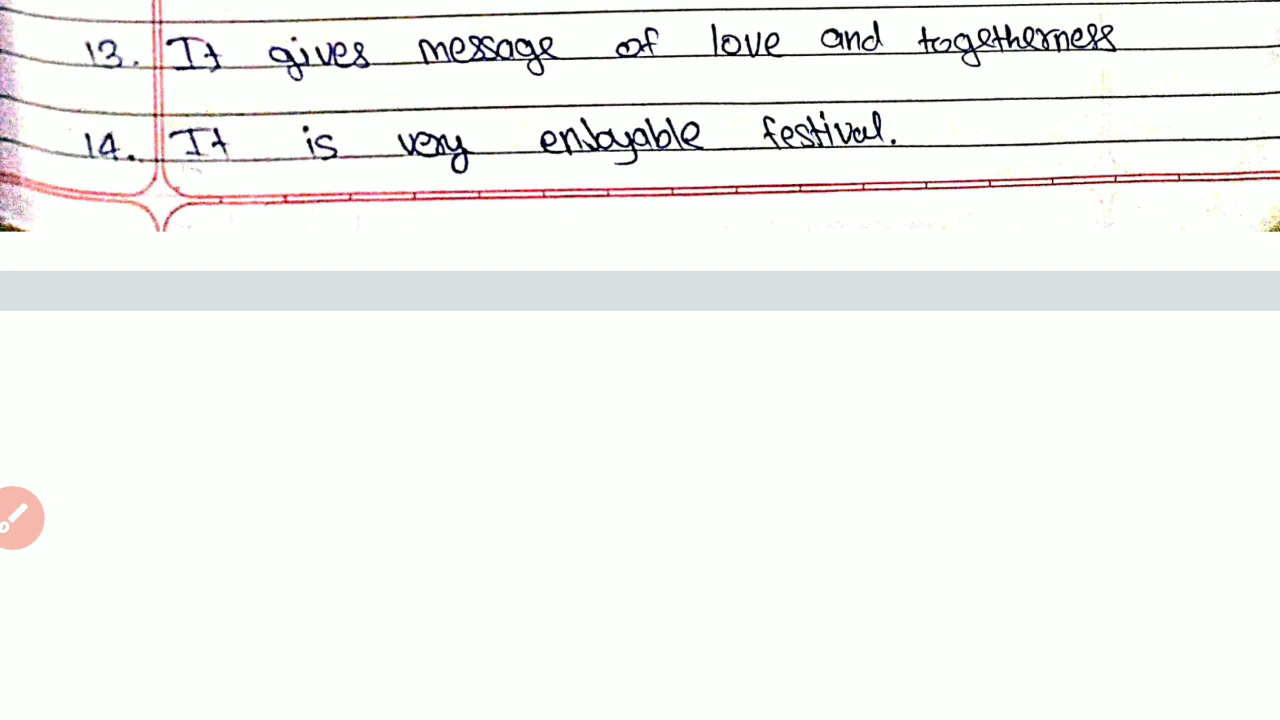 13. It gives message of love and togetherness
14. It is very enjoyable festival.